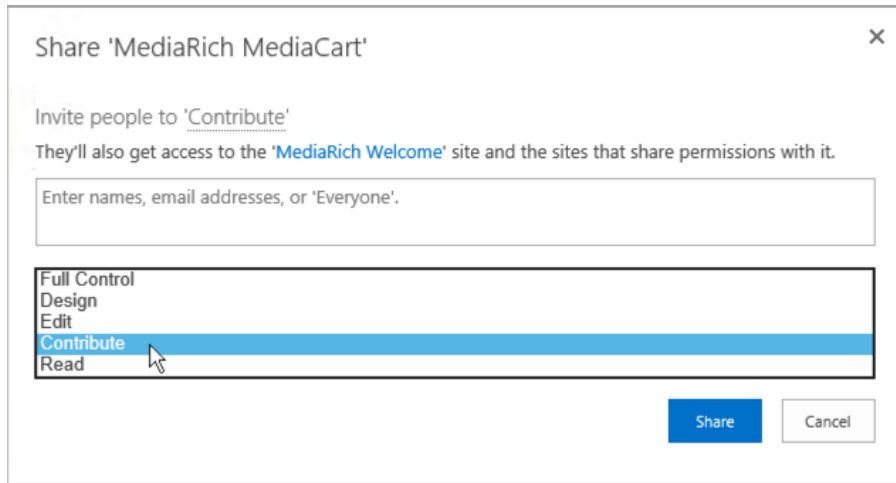 Share 'MediaRich MediaCart'
Invite people to 'Contribute'
They'll also get access to the 'MediaRich Welcome' site and the sites that share permissions with it.
Enter names, email addresses, or 'Everyone'.
Full Control
Design
Edit
Contribute
Read
Share Cancel